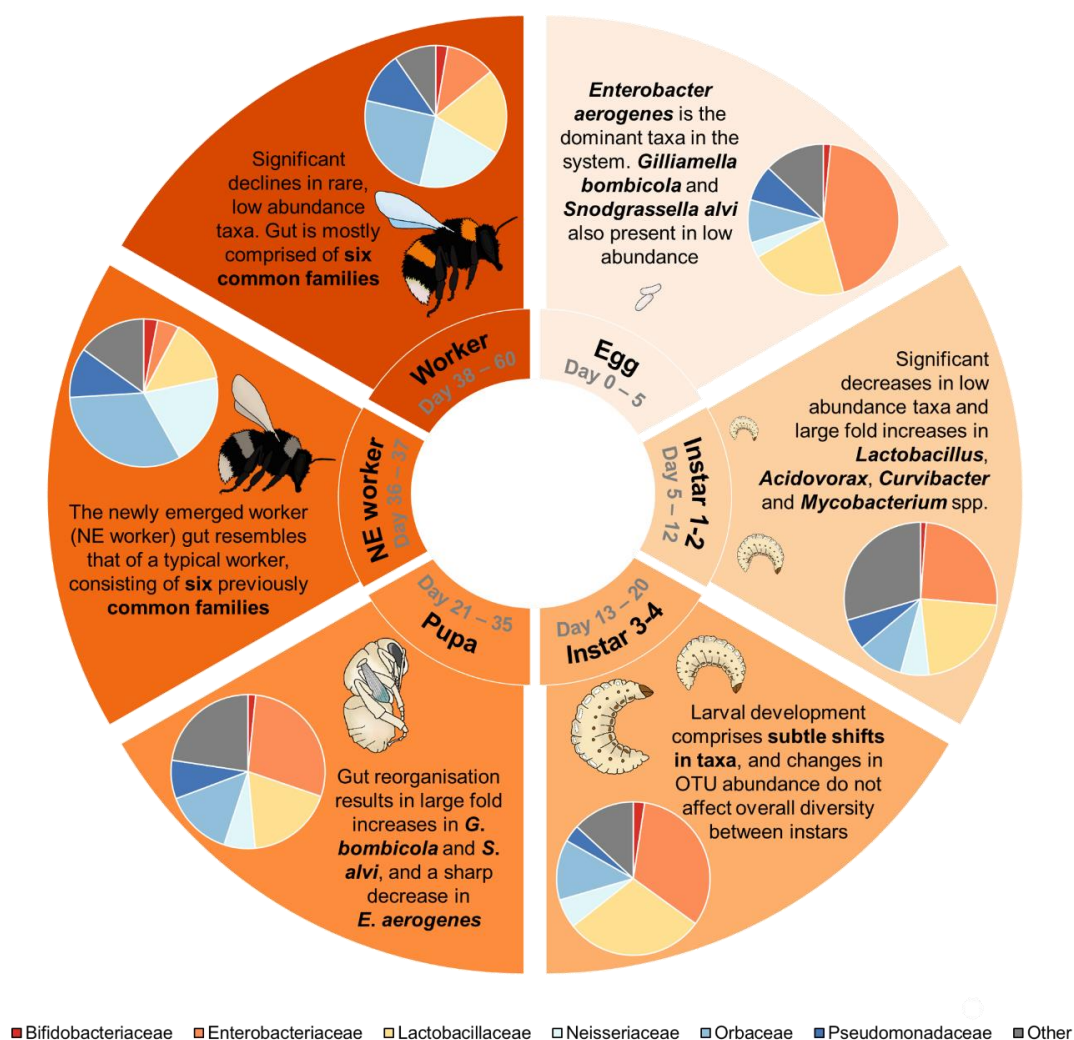 Enterobacter
aerogenes is the
dominant taxa in the
system. Gilliamella
bombicola and
Snodgrassella alvi
also present in low
abundance
Egg
Day 0 – 5
Significant
decreases in low
abundance taxa and
large fold increases in
Lactobacillus,
Acidovorax, Curvibacter
and Mycobacterium spp.
Instar 1-2
Day 5 – 12
Larval development
comprises subtle shifts
in taxa, and changes in
OTU abundance do not
affect overall diversity
between instars
Day 13 – 20
Instar 3-4
Gut reorganisation
results in large fold
increases in G.
bombicola and S.
alvi, and a sharp
decrease in
E. aerogenes
Day 21 – 35
Pupa
The newly emerged worker
(NE worker) gut resembles
that of a typical worker,
consisting of six previously
common families
NE worker
Day 36 – 37
Significant
declines in rare,
low abundance
taxa. Gut is mostly
comprised of six
common families
Worker
Day 38 – 60
Bifidobacteriaceae Enterobacteriaceae Lactobacillaceae Neisseriaceae Orbaceae Pseudomonadaceae Other